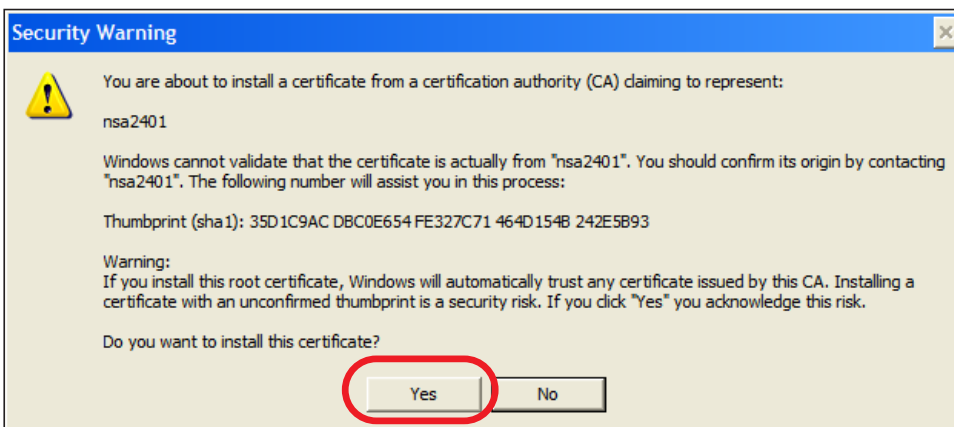 Security Warning
You are about to install a certificate from a certification authority (CA) claiming to represent:
nsa2401
Windows cannot validate that the certificate is actually from "nsa2401". You should confirm its origin by contacting
"nsa2401". The following number will assist you in this process:
Thumbprint (sha1): 35D1C9AC DBC0E654 FE327C71 464D154B 242E5B93
Warning:
If you install this root certificate, Windows will automatically trust any certificate issued by this CA. Installing a
certificate with an unconfirmed thumbprint is a security risk. If you click "Yes" you acknowledge this risk.
Do you want to install this certificate?
Yes No